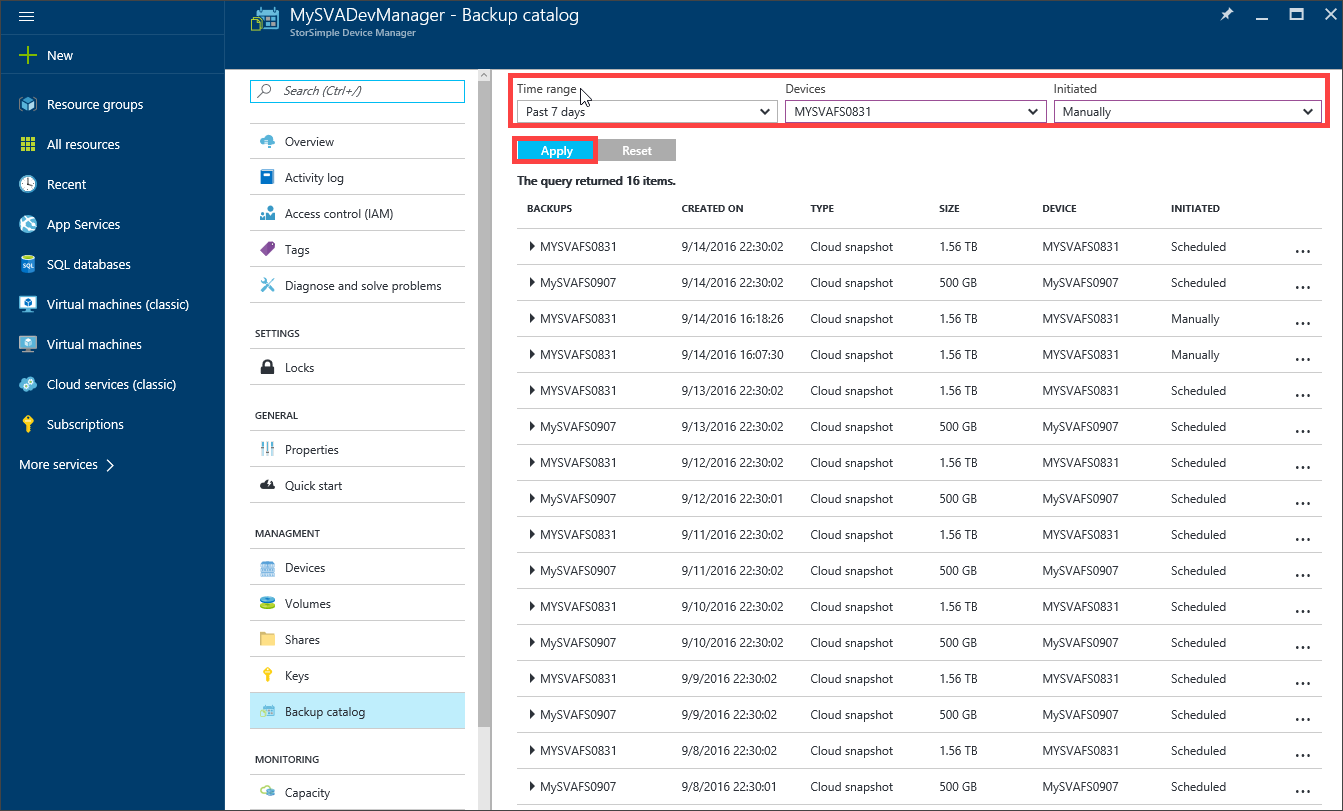 MySVADevManager - Backup catalog
StorSimple Device Manager
New
Resource groups
All resources
Recent
App Services
SQL
SQL databases
Virtual machines (classic)
Virtual machines
Cloud services (classic)
Subscriptions
More services
Search (Ctrl+/)
Overview
Activity log
Access control (IAM)
Tags
Diagnose and solve problems
SETTINGS
Locks
GENERAL
Properties
Quick start
MANAGMENT
Devices
Volumes
Shares
Keys
Backup catalog
MONITORING
Capacity
Time range Devices Initiated
Past 7 days MYSVAFS0831 Manually
Apply Reset
The query returned 16 items.
BACKUPS CREATED ON TYPE SIZE DEVICE INITIATED
MYSVAFS0831 9/14/2016 22:30:02 Cloud snapshot 1.56 TB MYSVAFS0831 Scheduled ...
MySVAFS0907 9/14/2016 22:30:02 Cloud snapshot 500 GB MySVAFS0907 Scheduled ...
MYSVAFS0831 9/14/2016 16:18:26 Cloud snapshot 1.56 TB MYSVAFS0831 Manually ...
MYSVAFS0831 9/14/2016 16:07:30 Cloud snapshot 1.56 TB MYSVAFS0831 Manually ...
MYSVAFS0831 9/13/2016 22:30:02 Cloud snapshot 1.56 TB MYSVAFS0831 Scheduled ...
MySVAFS0907 9/13/2016 22:30:02 Cloud snapshot 500 GB MySVAFS0907 Scheduled ...
MYSVAFS0831 9/12/2016 22:30:02 Cloud snapshot 1.56 TB MYSVAFS0831 Scheduled ...
MySVAFS0907 9/12/2016 22:30:01 Cloud snapshot 500 GB MySVAFS0907 Scheduled ...
MYSVAFS0831 9/11/2016 22:30:02 Cloud snapshot 1.56 TB MYSVAFS0831 Scheduled ...
MySVAFS0907 9/11/2016 22:30:02 Cloud snapshot 500 GB MySVAFS0907 Scheduled ...
MYSVAFS0831 9/10/2016 22:30:02 Cloud snapshot 1.56 TB MYSVAFS0831 Scheduled ...
MySVAFS0907 9/10/2016 22:30:02 Cloud snapshot 500 GB MySVAFS0907 Scheduled ...
MYSVAFS0831 9/9/2016 22:30:02 Cloud snapshot 1.56 TB MYSVAFS0831 Scheduled ...
MySVAFS0907 9/9/2016 22:30:02 Cloud snapshot 500 GB MySVAFS0907 Scheduled ...
MYSVAFS0831 9/8/2016 22:30:02 Cloud snapshot 1.56 TB MYSVAFS0831 Scheduled ...
MySVAFS0907 9/8/2016 22:30:01 Cloud snapshot 500 GB MySVAFS0907 Scheduled ...